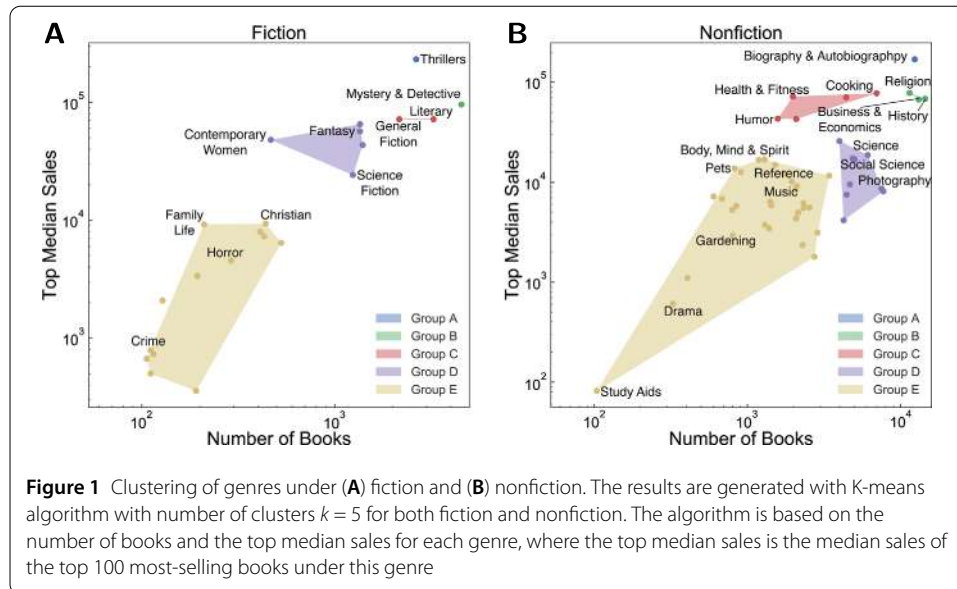 A
Fiction
Top Median Sales
10^5
10^4
10^3
10^2
10^3
Number of Books
Thrillers
Mystery & Detective
Literary
General
Fiction
Fantasy
Contemporary
Women
Science
Fiction
Family
Life
Christian
Horror
Crime
Group A
Group B
Group C
Group D
Group E
B
Nonfiction
Top Median Sales
10^5
10^4
10^3
10^2
10^2
10^3
10^4
Number of Books
Biography & Autobiograpphy
Health & Fitness
Cooking
Religion
Humor
Business &
Economics
History
Body, Mind & Spirit
Pets
Reference
Music
Science
Social Science
Photography
Gardening
Drama
Study Aids
Group A
Group B
Group C
Group D
Group E
Figure 1 Clustering of genres under (A) fiction and (B) nonfiction. The results are generated with K-means
algorithm with number of clusters k = 5 for both fiction and nonfiction. The algorithm is based on the
number of books and the top median sales for each genre, where the top median sales is the median sales of
the top 100 most-selling books under this genre